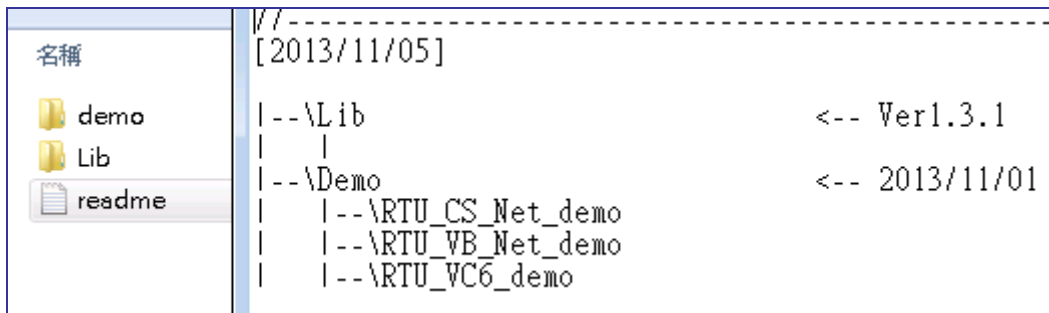 名稱
demo
Lib
readme
//-----------------------------------------------
[2013/11/05]
|--\Lib <-- Ver1.3.1
| |
|--\Demo <-- 2013/11/01
| |--\RTU_CS_Net_demo
| |--\RTU_VB_Net_demo
| |--\RTU_VC6_demo